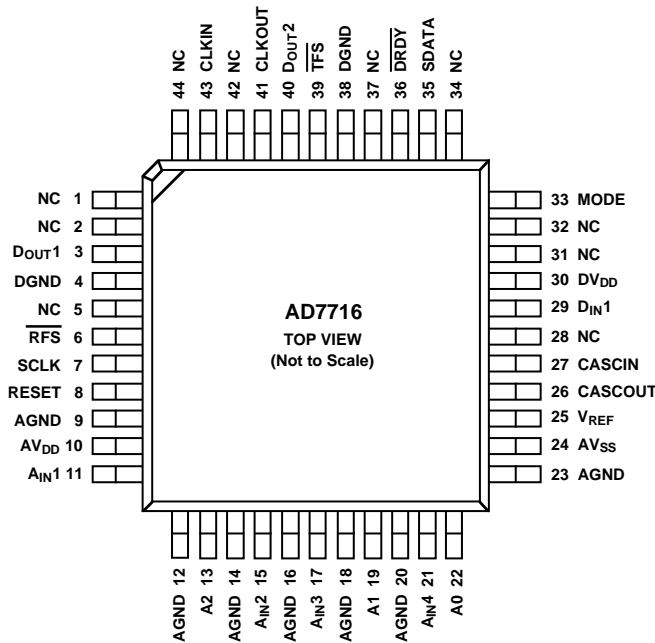 44 NC
43 CLKIN
42 NC
41 CLKOUT
40 DOUT2
39 TFS
38 DGND
37 NC
36 DRDY
35 SDATA
34 NC
NC 1
NC 2
DOUT1 3
DGND 4
NC 5
RFS 6
SCLK 7
RESET 8
AGND 9
AVDD 10
AIN1 11
AD7716
TOP VIEW
(Not to Scale)
33 MODE
32 NC
31 NC
30 DVDD
29 DIN1
28 NC
27 CASCIN
26 CASCOUT
25 VREF
24 AVSS
23 AGND
AGND 12
A2 13
AGND 14
AIN2 15
AGND 16
AIN3 17
AGND 18
A1 19
AGND 20
AIN4 21
A0 22